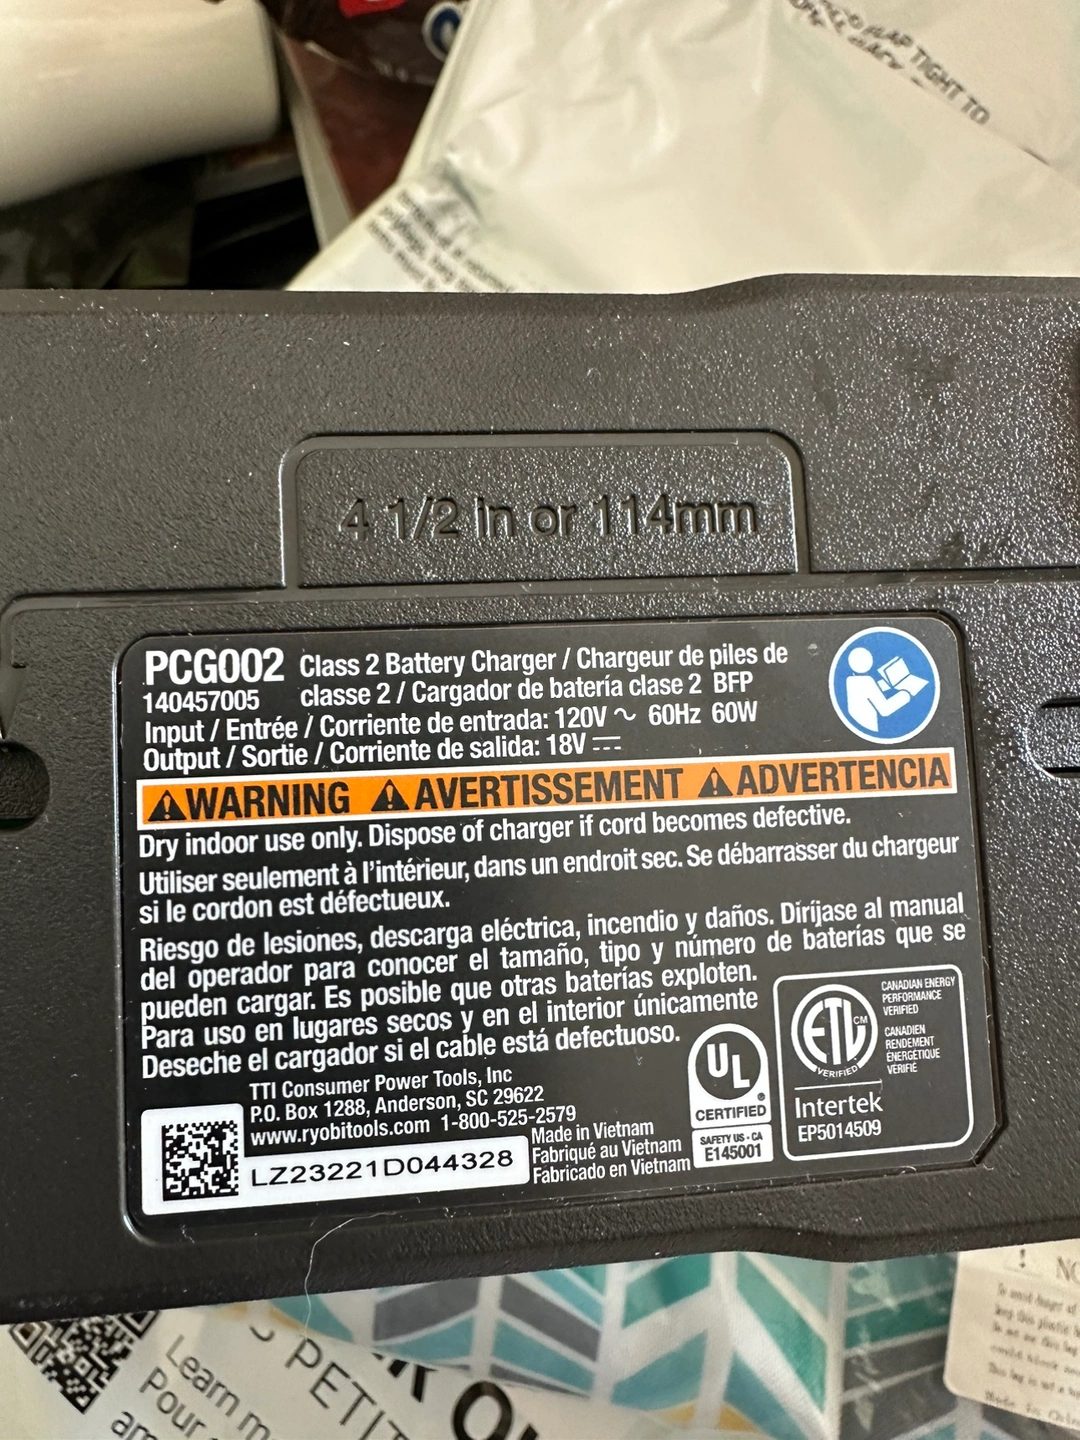 FLAP TIGHT TO
4 1/2 in or 114mm
PCG002 Class 2 Battery Charger / Chargeur de piles de
140457005 classe 2 / Cargador de batería clase 2 BFP
Input / Entrée / Corriente de entrada: 120V ~ 60Hz 60W
Output / Sortie / Corriente de salida: 18V ⎓
WARNING AVERTISSEMENT ADVERTENCIA
Dry indoor use only. Dispose of charger if cord becomes defective.
Utiliser seulement à l'intérieur, dans un endroit sec. Se débarrasser du chargeur
si le cordon est défectueux.
Riesgo de lesiones, descarga eléctrica, incendio y daños. Diríjase al manual
del operador para conocer el tamaño, tipo y número de baterías que se
pueden cargar. Es posible que otras baterías exploten.
Para uso en lugares secos y en el interior únicamente
Deseche el cargador si el cable está defectuoso.
TTI Consumer Power Tools, Inc
P.O. Box 1288, Anderson, SC 29622
www.ryobitools.com 1-800-525-2579
LZ23221D044328
Made in Vietnam
Fabriqué au Vietnam
Fabricado en Vietnam
UL
®
CERTIFIED
SAFETY US - CA
E145001
ETL CM
VERIFIED
CANADIAN ENERGY
PERFORMANCE
VERIFIED
CANADIEN
RENDEMENT
ÉNERGÉTIQUE
VERIFIÉ
Intertek
EP5014509
PETIT
Learn
Pour